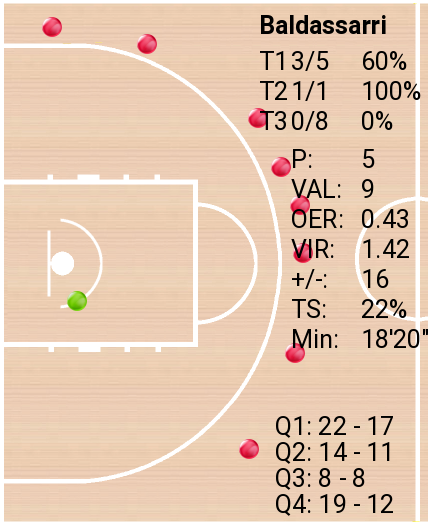 Baldassarri
T1 3/5 60%
T2 1/1 100%
T3 0/8 0%
P: 5
VAL: 9
OER: 0.43
VIR: 1.42
+/-: 16
TS: 22%
Min: 18'20"
Q1: 22 - 17
Q2: 14 - 11
Q3: 8 - 8
Q4: 19 - 12